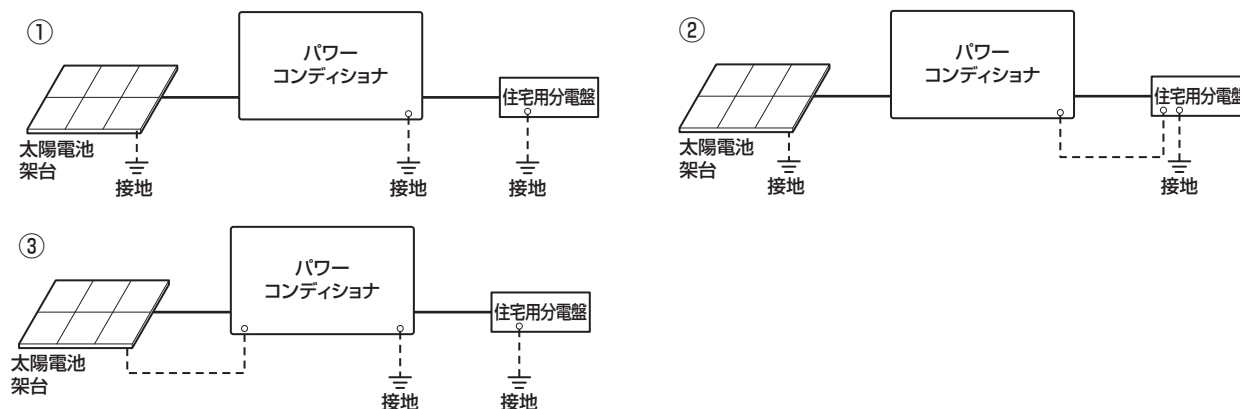 ①
パワー
コンディショナ
住宅用分電盤
太陽電池
架台
接地
接地
接地
②
パワー
コンディショナ
住宅用分電盤
太陽電池
架台
接地
接地
③
パワー
コンディショナ
住宅用分電盤
太陽電池
架台
接地
接地